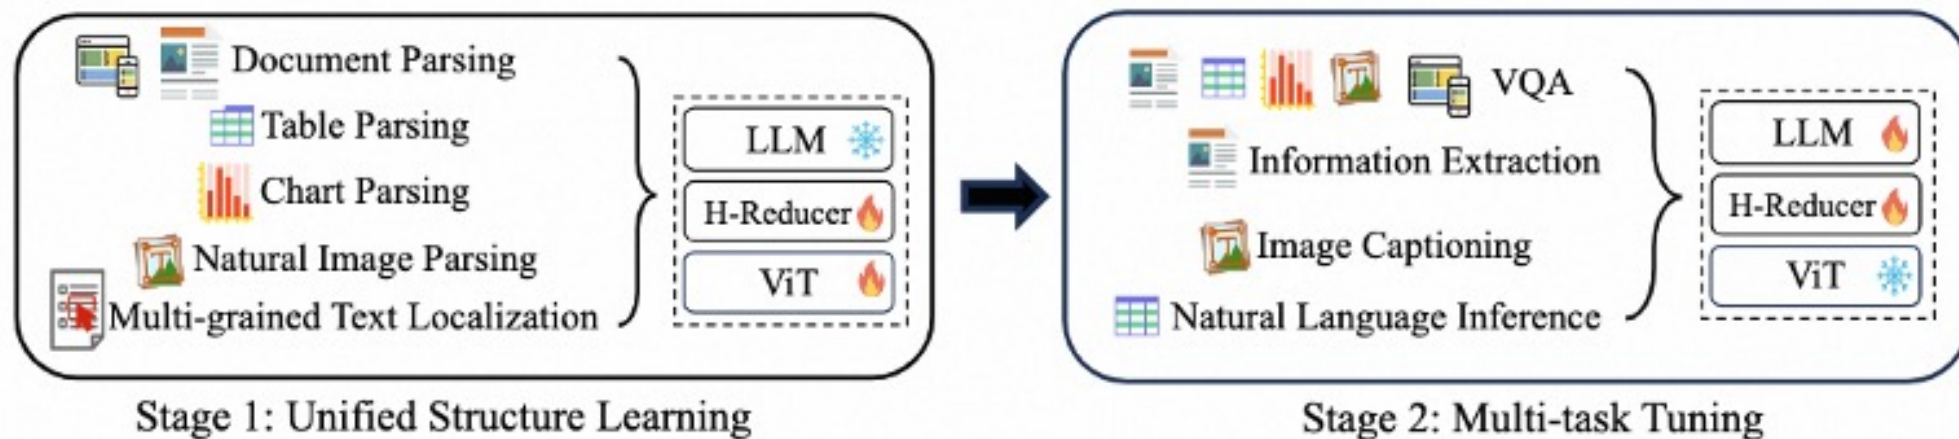 Document Parsing
Table Parsing
Chart Parsing
Natural Image Parsing
Multi-grained Text Localization
LLM
H-Reducer
ViT
Stage 1: Unified Structure Learning
VQA
Information Extraction
Image Captioning
Natural Language Inference
LLM
H-Reducer
ViT
Stage 2: Multi-task Tuning